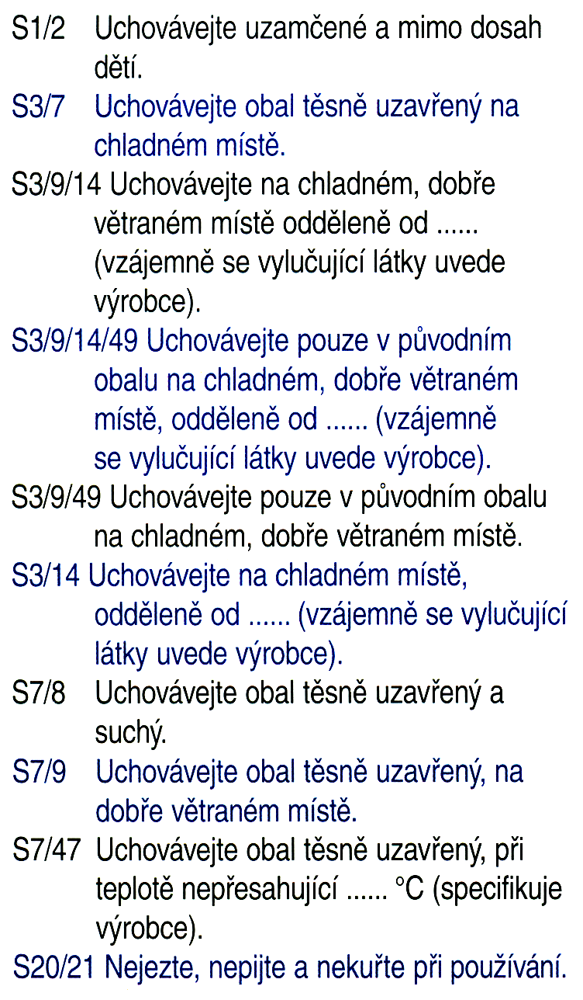 S1/2 Uchovávejte uzamčené a mimo dosah
dětí.
S3/7 Uchovávejte obal těsně uzavřený na
chladném místě.
S3/9/14 Uchovávejte na chladném, dobře
větraném místě odděleně od ......
(vzájemně se vylučující látky uvede
výrobce).
S3/9/14/49 Uchovávejte pouze v původním
obalu na chladném, dobře větraném
místě, odděleně od ...... (vzájemně
se vylučující látky uvede výrobce).
S3/9/49 Uchovávejte pouze v původním obalu
na chladném, dobře větraném místě.
S3/14 Uchovávejte na chladném místě,
odděleně od ...... (vzájemně se vylučující
látky uvede výrobce).
S7/8 Uchovávejte obal těsně uzavřený a
suchý.
S7/9 Uchovávejte obal těsně uzavřený, na
dobře větraném místě.
S7/47 Uchovávejte obal těsně uzavřený, při
teplotě nepřesahující ...... °C (specifikuje
výrobce).
S20/21 Nejezte, nepijte a nekuřte při používání.